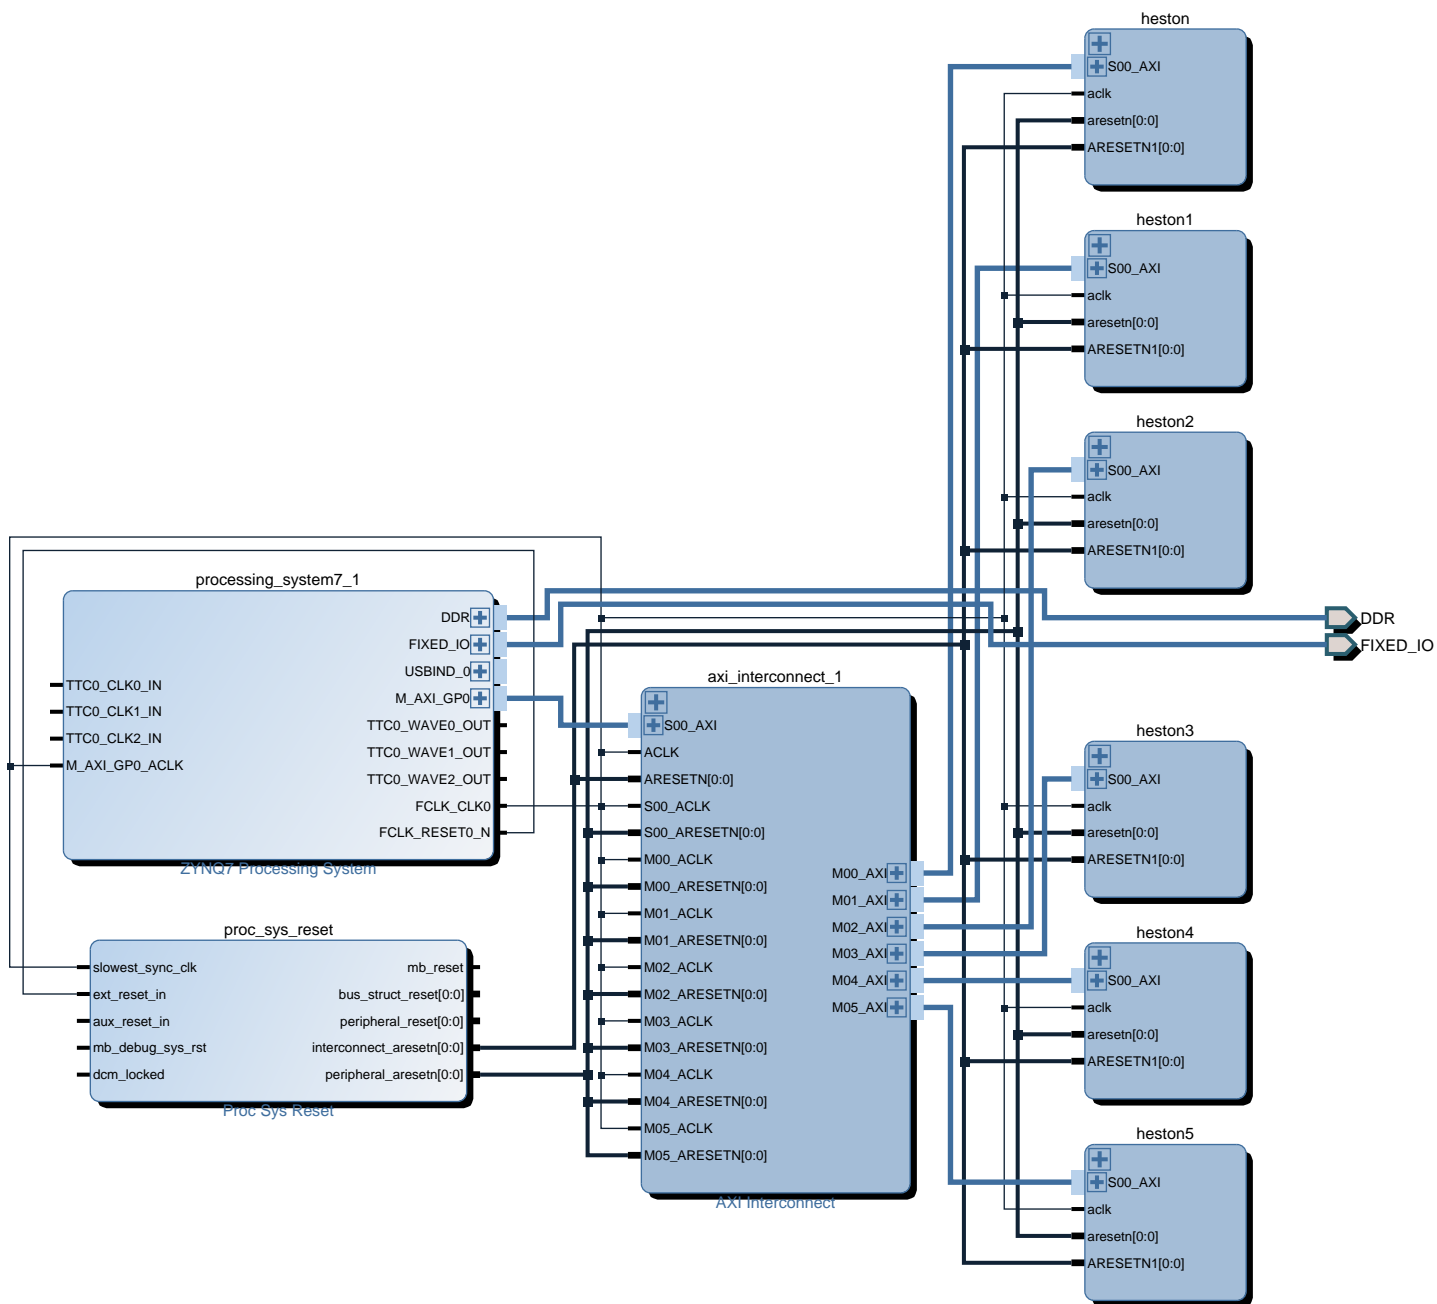 heston
S00_AXI
aclk
aresetn[0:0]
ARESETN1[0:0]
heston1
S00_AXI
aclk
aresetn[0:0]
ARESETN1[0:0]
heston2
S00_AXI
aclk
aresetn[0:0]
ARESETN1[0:0]
processing_system7_1
DDR
FIXED_IO
USBIND_0
M_AXI_GP0
TTC0_WAVE0_OUT
TTC0_WAVE1_OUT
TTC0_WAVE2_OUT
FCLK_CLK0
FCLK_RESET0_N
TTC0_CLK0_IN
TTC0_CLK1_IN
TTC0_CLK2_IN
M_AXI_GP0_ACLK
ZYNQ7 Processing System
DDR
FIXED_IO
proc_sys_reset
slowest_sync_clk
ext_reset_in
aux_reset_in
mb_debug_sys_rst
dcm_locked
mb_reset
bus_struct_reset[0:0]
peripheral_reset[0:0]
interconnect_aresetn[0:0]
peripheral_aresetn[0:0]
Proc Sys Reset
axi_interconnect_1
S00_AXI
ACLK
ARESETN[0:0]
S00_ACLK
S00_ARESETN[0:0]
M00_ACLK
M00_ARESETN[0:0]
M01_ACLK
M01_ARESETN[0:0]
M02_ACLK
M02_ARESETN[0:0]
M03_ACLK
M03_ARESETN[0:0]
M04_ACLK
M04_ARESETN[0:0]
M05_ACLK
M05_ARESETN[0:0]
M00_AXI
M01_AXI
M02_AXI
M03_AXI
M04_AXI
M05_AXI
AXI Interconnect
heston3
S00_AXI
aclk
aresetn[0:0]
ARESETN1[0:0]
heston4
S00_AXI
aclk
aresetn[0:0]
ARESETN1[0:0]
heston5
S00_AXI
aclk
aresetn[0:0]
ARESETN1[0:0]